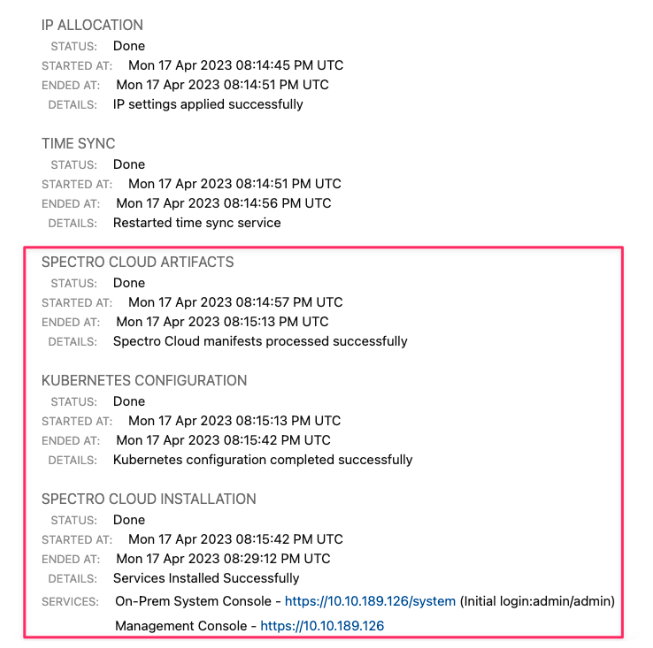 IP ALLOCATION
STATUS: Done
STARTED AT: Mon 17 Apr 2023 08:14:45 PM UTC
ENDED AT: Mon 17 Apr 2023 08:14:51 PM UTC
DETAILS: IP settings applied successfully
TIME SYNC
STATUS: Done
STARTED AT: Mon 17 Apr 2023 08:14:51 PM UTC
ENDED AT: Mon 17 Apr 2023 08:14:56 PM UTC
DETAILS: Restarted time sync service
SPECTRO CLOUD ARTIFACTS
STATUS: Done
STARTED AT: Mon 17 Apr 2023 08:14:57 PM UTC
ENDED AT: Mon 17 Apr 2023 08:15:13 PM UTC
DETAILS: Spectro Cloud manifests processed successfully
KUBERNETES CONFIGURATION
STATUS: Done
STARTED AT: Mon 17 Apr 2023 08:15:13 PM UTC
ENDED AT: Mon 17 Apr 2023 08:15:42 PM UTC
DETAILS: Kubernetes configuration completed successfully
SPECTRO CLOUD INSTALLATION
STATUS: Done
STARTED AT: Mon 17 Apr 2023 08:15:42 PM UTC
ENDED AT: Mon 17 Apr 2023 08:29:12 PM UTC
DETAILS: Services Installed Successfully
SERVICES: On-Prem System Console - https://10.10.189.126/system (Initial login:admin/admin)
Management Console - https://10.10.189.126